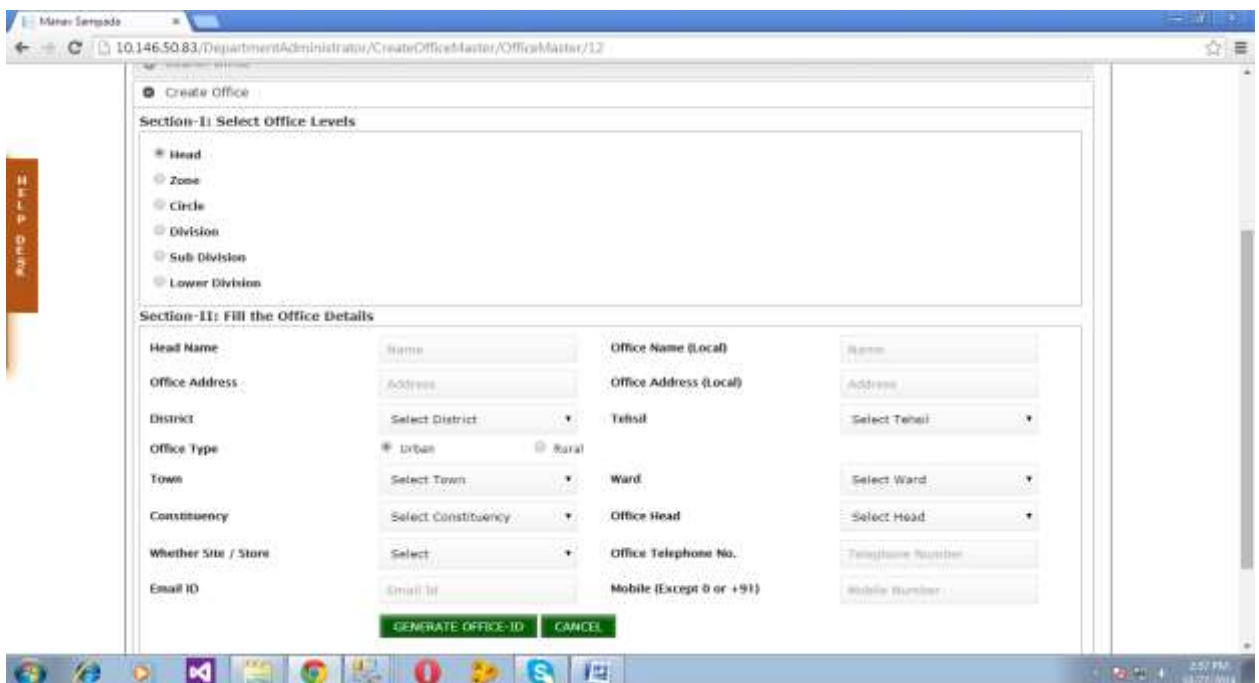 Manav Sampada
10.146.50.83/DepartmentAdministrator/CreateOfficeMaster/OfficeMaster/12
Create Office
Section-I: Select Office Levels
Head
Zone
Circle
Division
Sub Division
Lower Division
HELP DESK
Section-II: Fill the Office Details
Head Name Name Office Name (Local) Name
Office Address Address Office Address (Local) Address
District Select District Tehsil Select Tehsil
Office Type Urban Rural
Town Select Town Ward Select Ward
Constituency Select Constituency Office Head Select Head
Whether Site / Store Select Office Telephone No. Telephone Number
Email ID Email Id Mobile (Except 0 or +91) Mobile Number
GENERATE OFFICE-ID CANCEL
2:57 PM